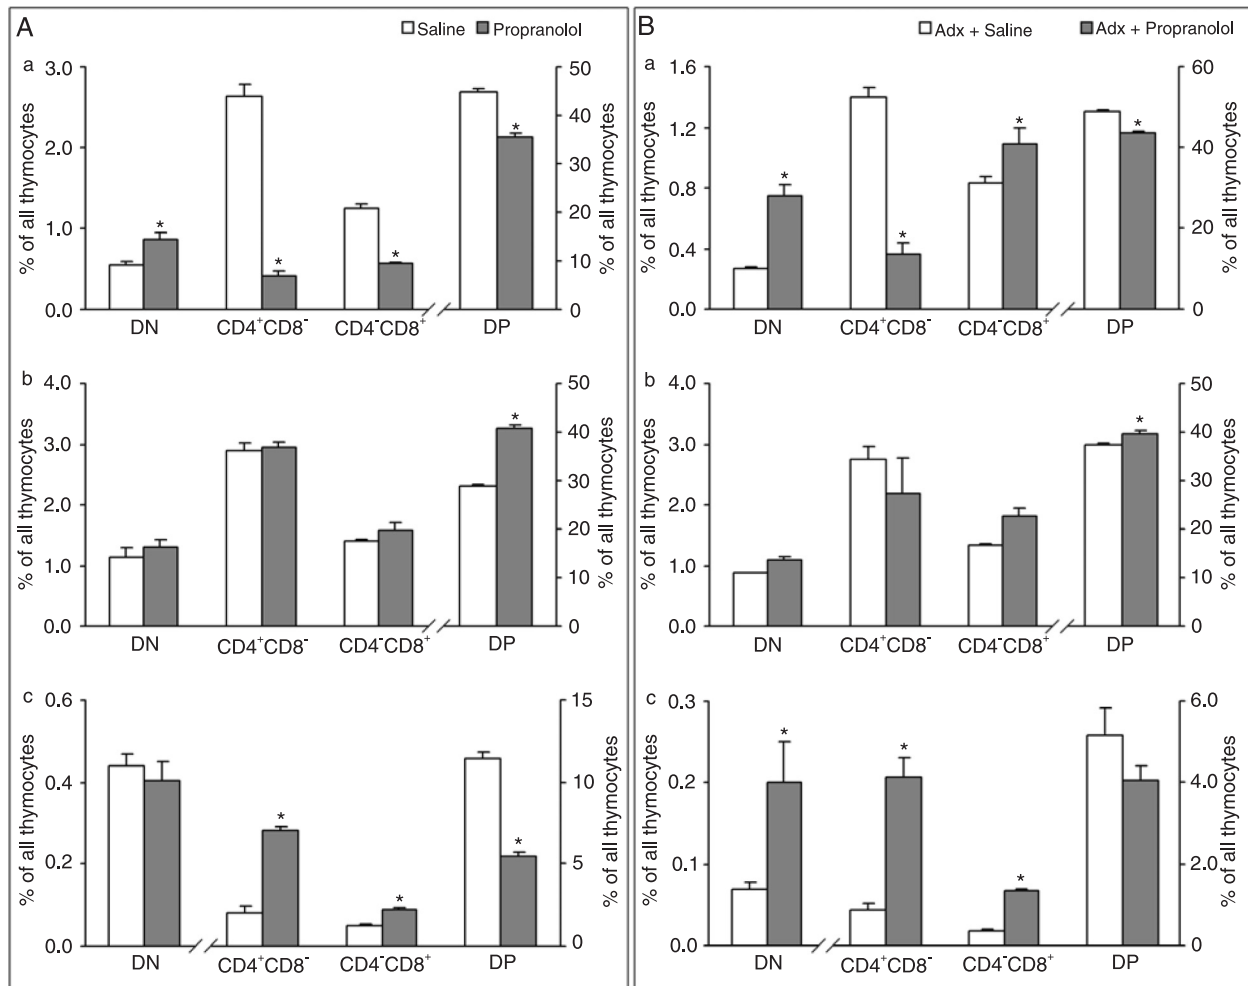 A
Saline Propranolol
a
% of all thymocytes
3.0
2.0
1.0
0.0
*
*
*
*
50
40
30
20
10
0
% of all thymocytes
DN CD4⁺CD8⁻ CD4⁻CD8⁺ DP
b
% of all thymocytes
4.0
3.0
2.0
1.0
0.0
*
50
40
30
20
10
0
% of all thymocytes
DN CD4⁺CD8⁻ CD4⁻CD8⁺ DP
c
% of all thymocytes
0.6
0.4
0.2
0.0
*
*
*
15
10
5
0
% of all thymocytes
DN CD4⁺CD8⁻ CD4⁻CD8⁺ DP
B
Adx + Saline Adx + Propranolol
a
% of all thymocytes
1.6
1.2
0.8
0.4
0.0
*
*
*
*
60
40
20
0
% of all thymocytes
DN CD4⁺CD8⁻ CD4⁻CD8⁺ DP
b
% of all thymocytes
4.0
3.0
2.0
1.0
0.0
*
50
40
30
20
10
0
% of all thymocytes
DN CD4⁺CD8⁻ CD4⁻CD8⁺ DP
c
% of all thymocytes
0.3
0.2
0.1
0.0
*
*
*
6.0
4.0
2.0
0
% of all thymocytes
DN CD4⁺CD8⁻ CD4⁻CD8⁺ DP